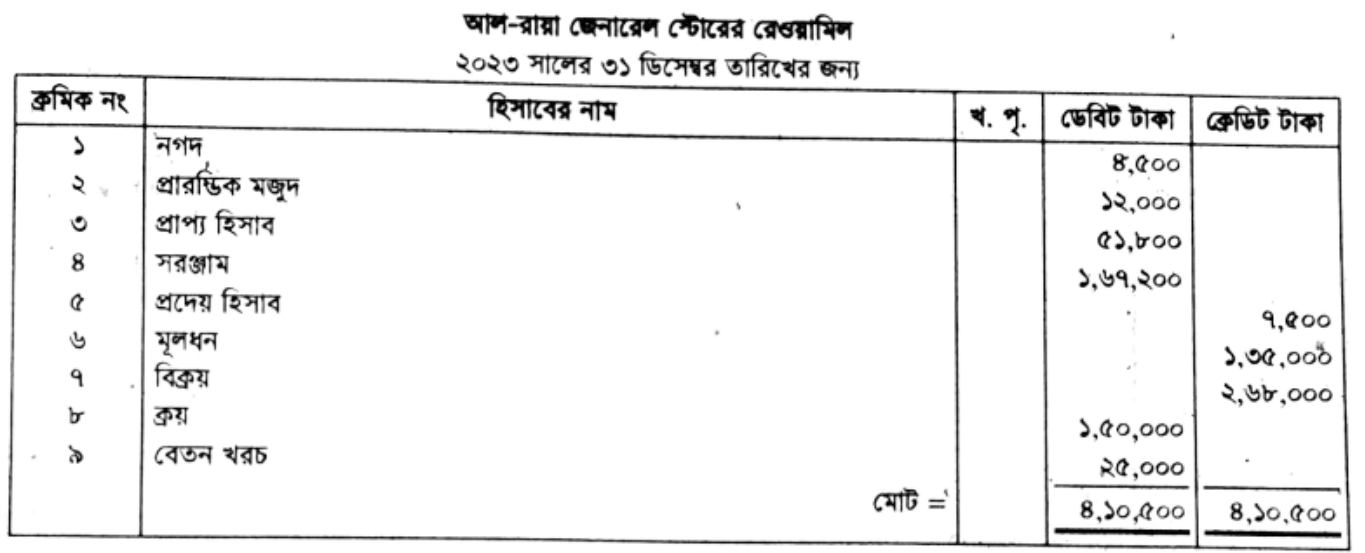 আল-রায়া জেনারেল স্টোরের রেওয়ামিল
২০২৩ সালের ৩১ ডিসেম্বর তারিখের জন্য
ক্রমিক নং হিসাবের নাম খ. পৃ. ডেবিট টাকা ক্রেডিট টাকা
১ নগদ ৪,৫০০
২ প্রারম্ভিক মজুদ ১২,০০০
৩ প্রাপ্য হিসাব ৫১,৮০০
৪ সরঞ্জাম ১,৬৭,২০০
৫ প্রদেয় হিসাব ৭,৫০০
৬ মূলধন ১,৩৫,০০০
৭ বিক্রয় ২,৬৮,০০০
৮ ক্রয় ১,৫০,০০০
৯ বেতন খরচ ২৫,০০০
মোট = ৪,১০,৫০০ ৪,১০,৫০০